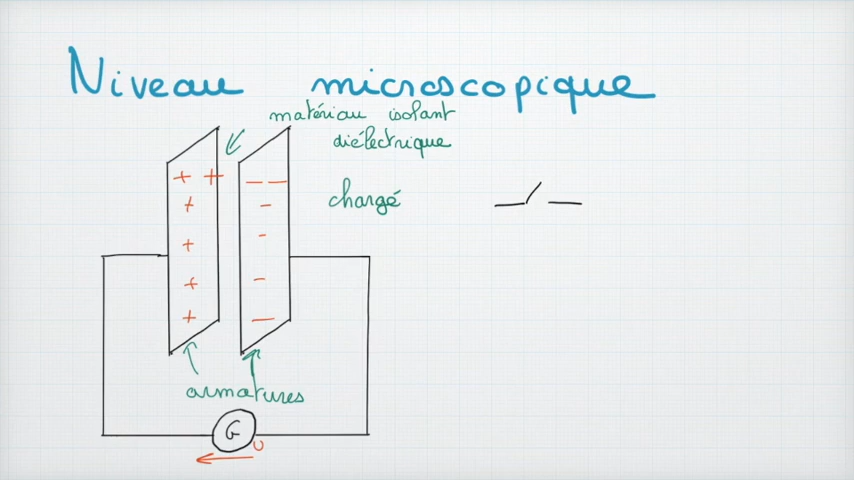 Niveau microscopique
matériau isolant
diélectrique
+ + − −
chargé
+ −
+ −
+ −
+ −
armatures
G
U